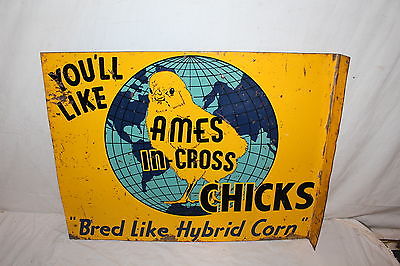 YOU'LL
LIKE
AMES
IN-CROSS
CHICKS
"Bred Like Hybrid Corn"